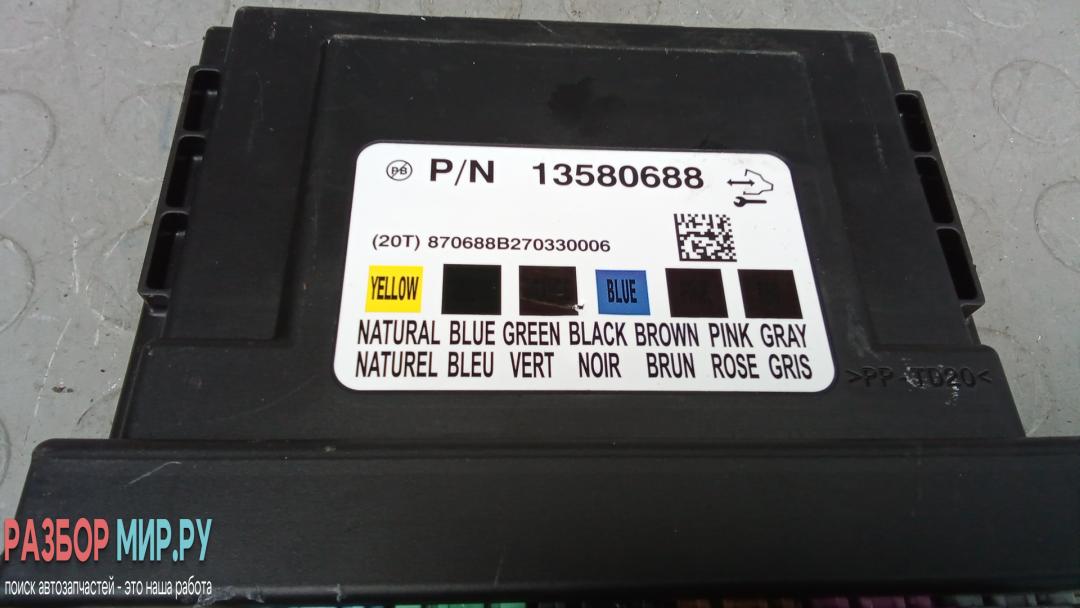 PB P/N 13580688
(20T) 870688B270330006
YELLOW BLUE
NATURAL BLUE GREEN BLACK BROWN PINK GRAY
NATUREL BLEU VERT NOIR BRUN ROSE GRIS
>PP-TD20<
РАЗБОР МИР.РУ
поиск автозапчастей - это наша работа